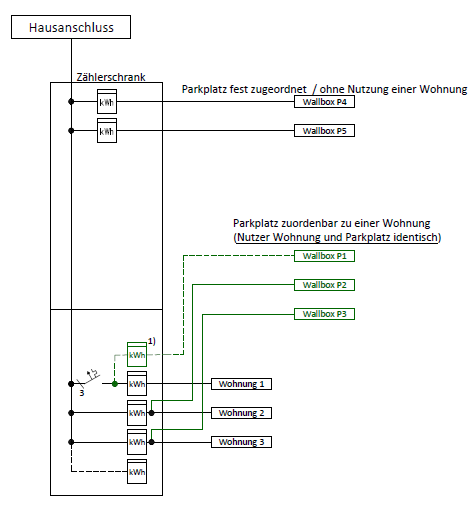 Hausanschluss
Zählerschrank
Parkplatz fest zugeordnet / ohne Nutzung einer Wohnung
kWh
Wallbox P4
kWh
Wallbox P5
Parkplatz zuordenbar zu einer Wohnung
(Nutzer Wohnung und Parkplatz identisch)
Wallbox P1
Wallbox P2
Wallbox P3
1)
kWh
3
kWh
Wohnung 1
kWh
Wohnung 2
kWh
Wohnung 3
kWh